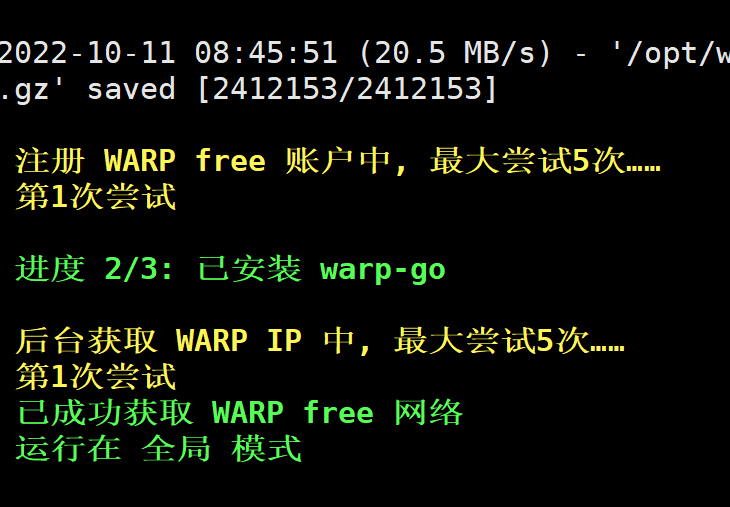 2022-10-11 08:45:51 (20.5 MB/s) - '/opt/w
.gz' saved [2412153/2412153]
注册 WARP free 账户中, 最大尝试5次……
第1次尝试
进度 2/3: 已安装 warp-go
后台获取 WARP IP 中, 最大尝试5次……
第1次尝试
已成功获取 WARP free 网络
运行在 全局 模式